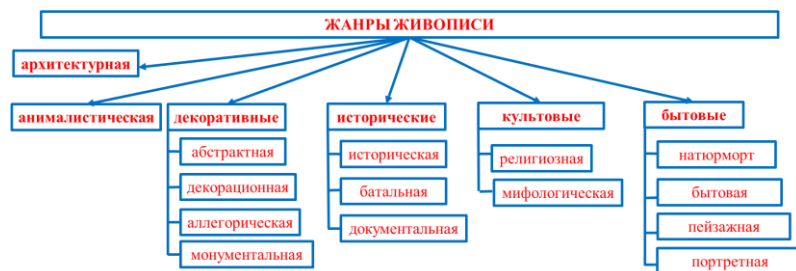 ЖАНРЫ ЖИВОПИСИ
архитектурная
анималистическая
декоративные
абстрактная
декорационная
аллегорическая
монументальная
исторические
историческая
батальная
документальная
культовые
религиозная
мифологическая
бытовые
натюрморт
бытовая
пейзажная
портретная